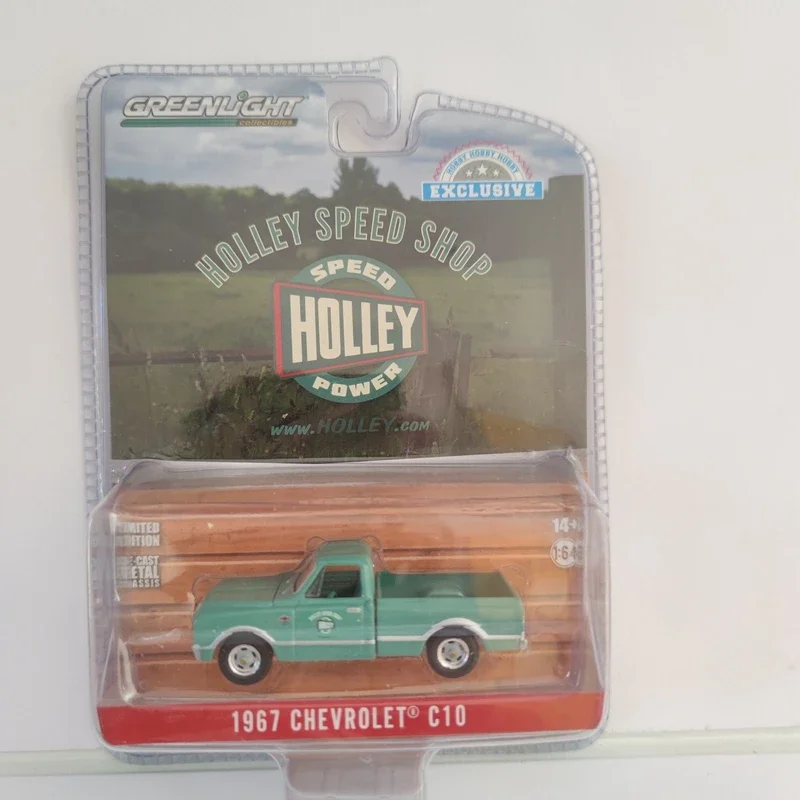 GREENLiGHT
collectibles
HOBBY HOBBY HOBBY
EXCLUSIVE
HOLLEY SPEED SHOP
SPEED
HOLLEY
POWER
www.HOLLEY.com
LIMITED
EDITION
14+
DIE-CAST
METAL
CHASSIS
1:64
1967 CHEVROLET® C10